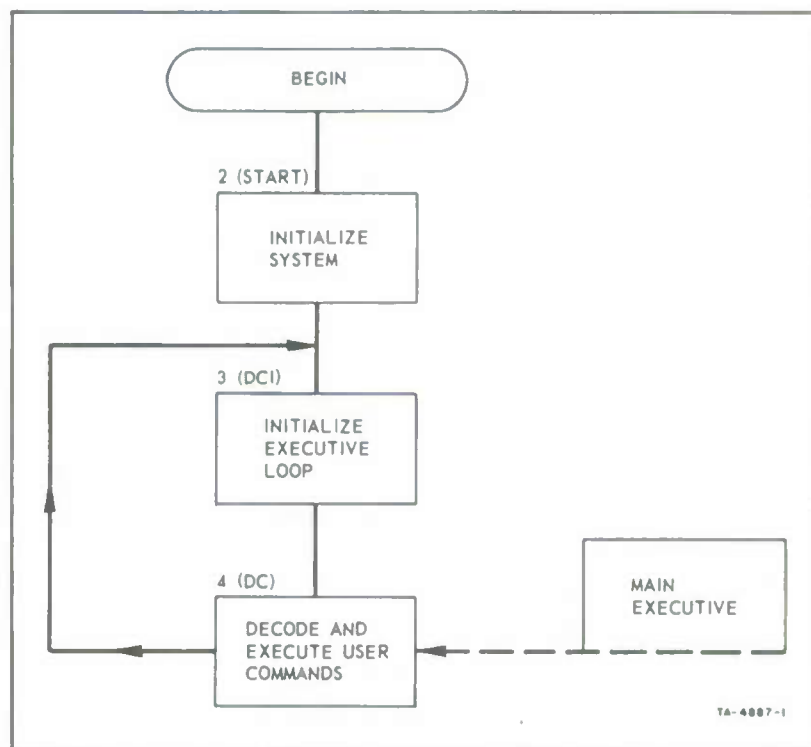 BEGIN
2 (START)
INITIALIZE
SYSTEM
3 (DCI)
INITIALIZE
EXECUTIVE
LOOP
4 (DC)
DECODE AND
EXECUTE USER
COMMANDS
MAIN
EXECUTIVE
TA-4887-1